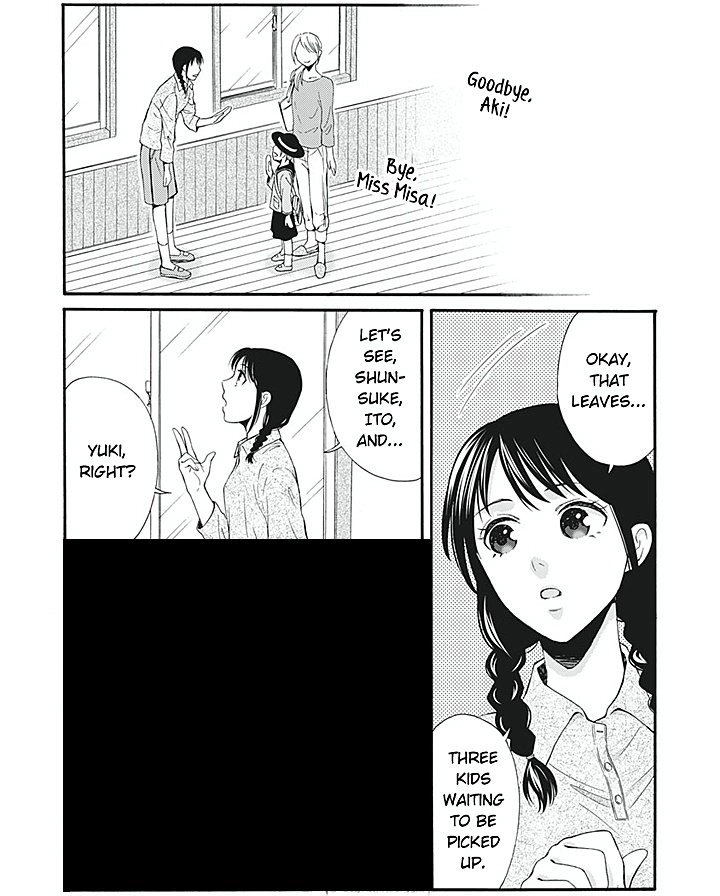 Goodbye,
Aki!
Bye,
Miss Misa!
OKAY,
THAT
LEAVES...
THREE
KIDS
WAITING
TO BE
PICKED
UP.
LET'S
SEE,
SHUN-
SUKE,
ITO,
AND...
YUKI,
RIGHT?